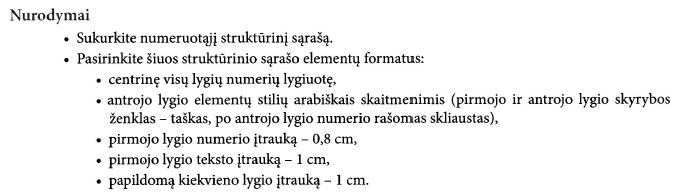 Nurodymai
• Sukurkite numeruotąjį struktūrinį sąrašą.
• Pasirinkite šiuos struktūrinio sąrašo elementų formatus:
• centrinę visų lygių numerių lygiuotę,
• antrojo lygio elementų stilių arabiškais skaitmenimis (pirmojo ir antrojo lygio skyrybos
ženklas – taškas, po antrojo lygio numerio rašomas skliaustas),
• pirmojo lygio numerio įtrauką – 0,8 cm,
• pirmojo lygio teksto įtrauką – 1 cm,
• papildomą kiekvieno lygio įtrauką – 1 cm.